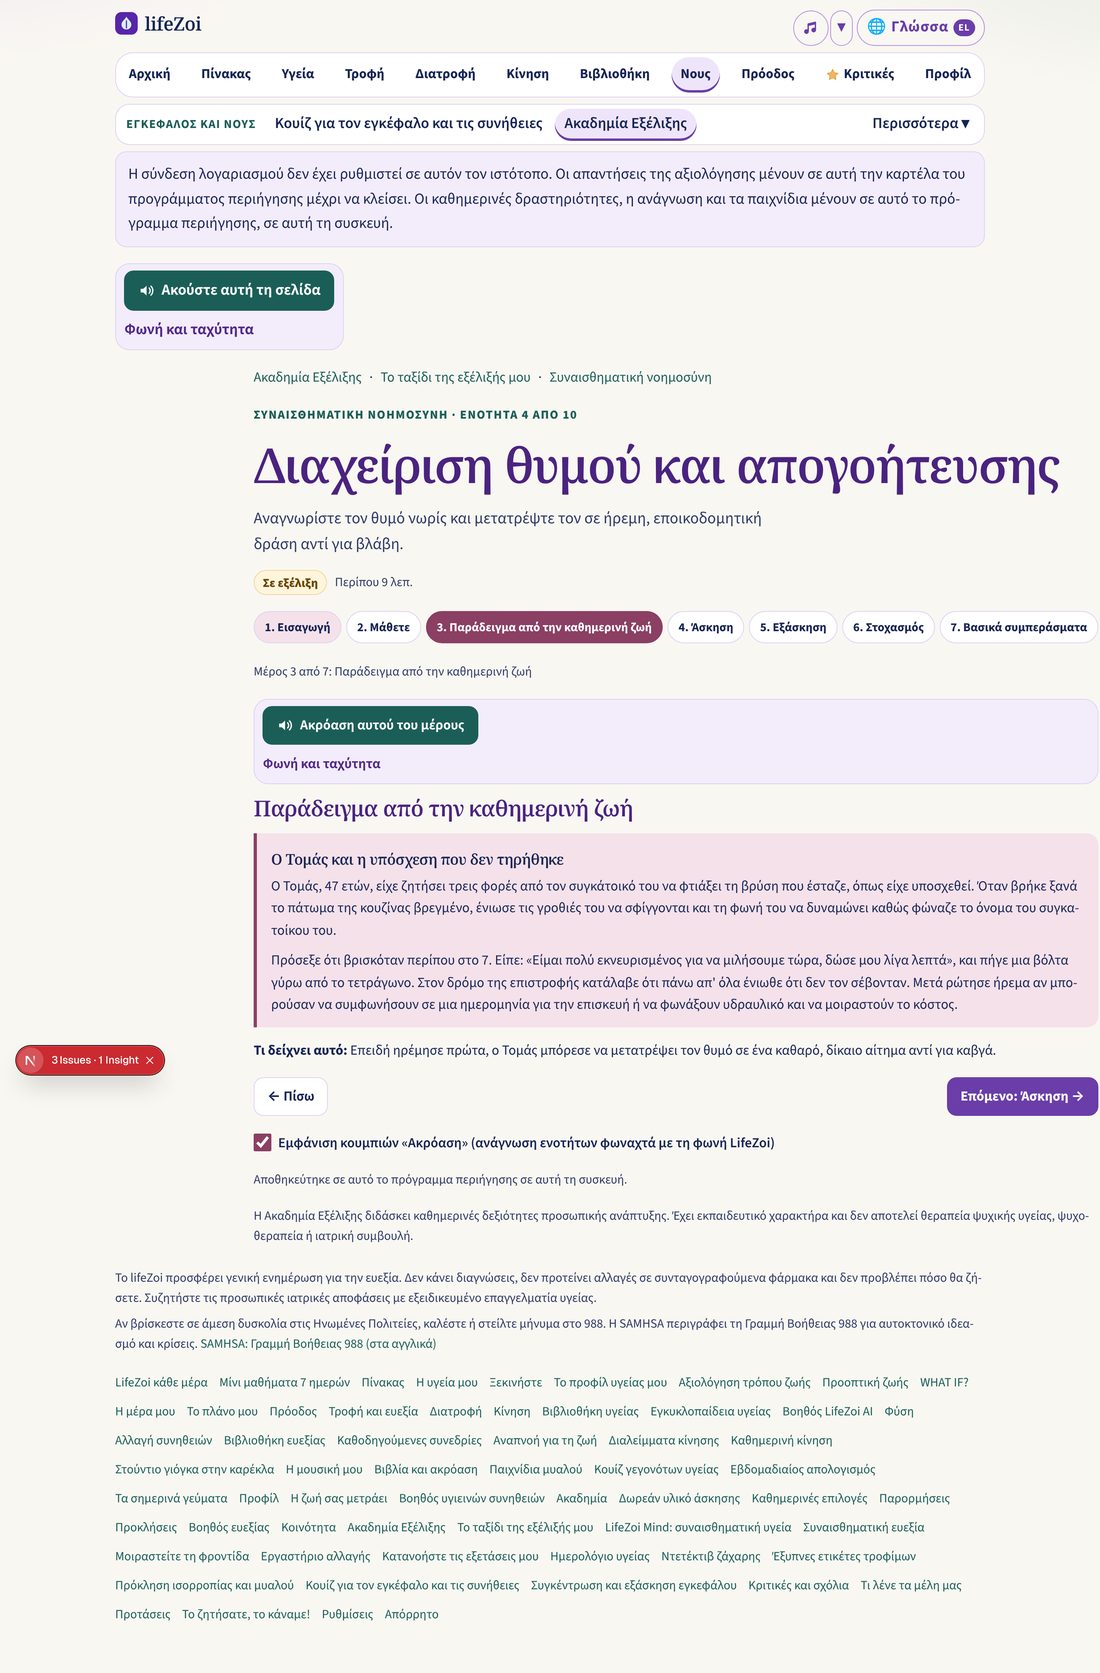 lifeZoi
▼
Γλώσσα EL
Αρχική Πίνακας Υγεία Τροφή Διατροφή Κίνηση Βιβλιοθήκη Νους Πρόοδος Κριτικές Προφίλ
ΕΓΚΕΦΑΛΟΣ ΚΑΙ ΝΟΥΣ Κουίζ για τον εγκέφαλο και τις συνήθειες Ακαδημία Εξέλιξης Περισσότερα ▼
Η σύνδεση λογαριασμού δεν έχει ρυθμιστεί σε αυτόν τον ιστότοπο. Οι απαντήσεις της αξιολόγησης μένουν σε αυτή την καρτέλα του
προγράμματος περιήγησης μέχρι να κλείσει. Οι καθημερινές δραστηριότητες, η ανάγνωση και τα παιχνίδια μένουν σε αυτό το πρό-
γραμμα περιήγησης, σε αυτή τη συσκευή.
Ακούστε αυτή τη σελίδα
Φωνή και ταχύτητα
Ακαδημία Εξέλιξης · Το ταξίδι της εξέλιξής μου · Συναισθηματική νοημοσύνη
ΣΥΝΑΙΣΘΗΜΑΤΙΚΗ ΝΟΗΜΟΣΥΝΗ · ΕΝΟΤΗΤΑ 4 ΑΠΟ 10
Διαχείριση θυμού και απογοήτευσης
Αναγνωρίστε τον θυμό νωρίς και μετατρέψτε τον σε ήρεμη, εποικοδομητική
δράση αντί για βλάβη.
Σε εξέλιξη Περίπου 9 λεπ.
1. Εισαγωγή 2. Μάθετε 3. Παράδειγμα από την καθημερινή ζωή 4. Άσκηση 5. Εξάσκηση 6. Στοχασμός 7. Βασικά συμπεράσματα
Μέρος 3 από 7: Παράδειγμα από την καθημερινή ζωή
Ακρόαση αυτού του μέρους
Φωνή και ταχύτητα
Παράδειγμα από την καθημερινή ζωή
Ο Τομάς και η υπόσχεση που δεν τηρήθηκε
Ο Τομάς, 47 ετών, είχε ζητήσει τρεις φορές από τον συγκάτοικό του να φτιάξει τη βρύση που έσταζε, όπως είχε υποσχεθεί. Όταν βρήκε ξανά
το πάτωμα της κουζίνας βρεγμένο, ένιωσε τις γροθιές του να σφίγγονται και τη φωνή του να δυναμώνει καθώς φώναζε το όνομα του συγκα-
τοίκου του.
Πρόσεξε ότι βρισκόταν περίπου στο 7. Είπε: «Είμαι πολύ εκνευρισμένος για να μιλήσουμε τώρα, δώσε μου λίγα λεπτά», και πήγε μια βόλτα
γύρω από το τετράγωνο. Στον δρόμο της επιστροφής κατάλαβε ότι πάνω απ' όλα ένιωθε ότι δεν τον σέβονταν. Μετά ρώτησε ήρεμα αν μπο-
ρούσαν να συμφωνήσουν σε μια ημερομηνία για την επισκευή ή να φωνάξουν υδραυλικό και να μοιραστούν το κόστος.
3 Issues · 1 Insight ×
Τι δείχνει αυτό: Επειδή ηρέμησε πρώτα, ο Τομάς μπόρεσε να μετατρέψει τον θυμό σε ένα καθαρό, δίκαιο αίτημα αντί για καβγά.
← Πίσω Επόμενο: Άσκηση →
Εμφάνιση κουμπιών «Ακρόαση» (ανάγνωση ενοτήτων φωναχτά με τη φωνή LifeZoi)
Αποθηκεύτηκε σε αυτό το πρόγραμμα περιήγησης σε αυτή τη συσκευή.
Η Ακαδημία Εξέλιξης διδάσκει καθημερινές δεξιότητες προσωπικής ανάπτυξης. Έχει εκπαιδευτικό χαρακτήρα και δεν αποτελεί θεραπεία ψυχικής υγείας, ψυχο-
θεραπεία ή ιατρική συμβουλή.
Το lifeZoi προσφέρει γενική ενημέρωση για την ευεξία. Δεν κάνει διαγνώσεις, δεν προτείνει αλλαγές σε συνταγογραφούμενα φάρμακα και δεν προβλέπει πόσο θα ζή-
σετε. Συζητήστε τις προσωπικές ιατρικές αποφάσεις με εξειδικευμένο επαγγελματία υγείας.
Αν βρίσκεστε σε άμεση δυσκολία στις Ηνωμένες Πολιτείες, καλέστε ή στείλτε μήνυμα στο 988. Η SAMHSA περιγράφει τη Γραμμή Βοήθειας 988 για αυτοκτονικό ιδεα-
σμό και κρίσεις. SAMHSA: Γραμμή Βοήθειας 988 (στα αγγλικά)
LifeZoi κάθε μέρα Μίνι μαθήματα 7 ημερών Πίνακας Η υγεία μου Ξεκινήστε Το προφίλ υγείας μου Αξιολόγηση τρόπου ζωής Προοπτική ζωής WHAT IF?
Η μέρα μου Το πλάνο μου Πρόοδος Τροφή και ευεξία Διατροφή Κίνηση Βιβλιοθήκη υγείας Εγκυκλοπαίδεια υγείας Βοηθός LifeZoi AI Φύση
Αλλαγή συνηθειών Βιβλιοθήκη ευεξίας Καθοδηγούμενες συνεδρίες Αναπνοή για τη ζωή Διαλείμματα κίνησης Καθημερινή κίνηση
Στούντιο γιόγκα στην καρέκλα Η μουσική μου Βιβλία και ακρόαση Παιχνίδια μυαλού Κουίζ γεγονότων υγείας Εβδομαδιαίος απολογισμός
Τα σημερινά γεύματα Προφίλ Η ζωή σας μετράει Βοηθός υγιεινών συνηθειών Ακαδημία Δωρεάν υλικό άσκησης Καθημερινές επιλογές Παρορμήσεις
Προκλήσεις Βοηθός ευεξίας Κοινότητα Ακαδημία Εξέλιξης Το ταξίδι της εξέλιξής μου LifeZoi Mind: συναισθηματική υγεία Συναισθηματική ευεξία
Μοιραστείτε τη φροντίδα Εργαστήριο αλλαγής Κατανοήστε τις εξετάσεις μου Ημερολόγιο υγείας Ντετέκτιβ ζάχαρης Έξυπνες ετικέτες τροφίμων
Πρόκληση ισορροπίας και μυαλού Κουίζ για τον εγκέφαλο και τις συνήθειες Συγκέντρωση και εξάσκηση εγκεφάλου Κριτικές και σχόλια Τι λένε τα μέλη μας
Προτάσεις Το ζητήσατε, το κάναμε! Ρυθμίσεις Απόρρητο